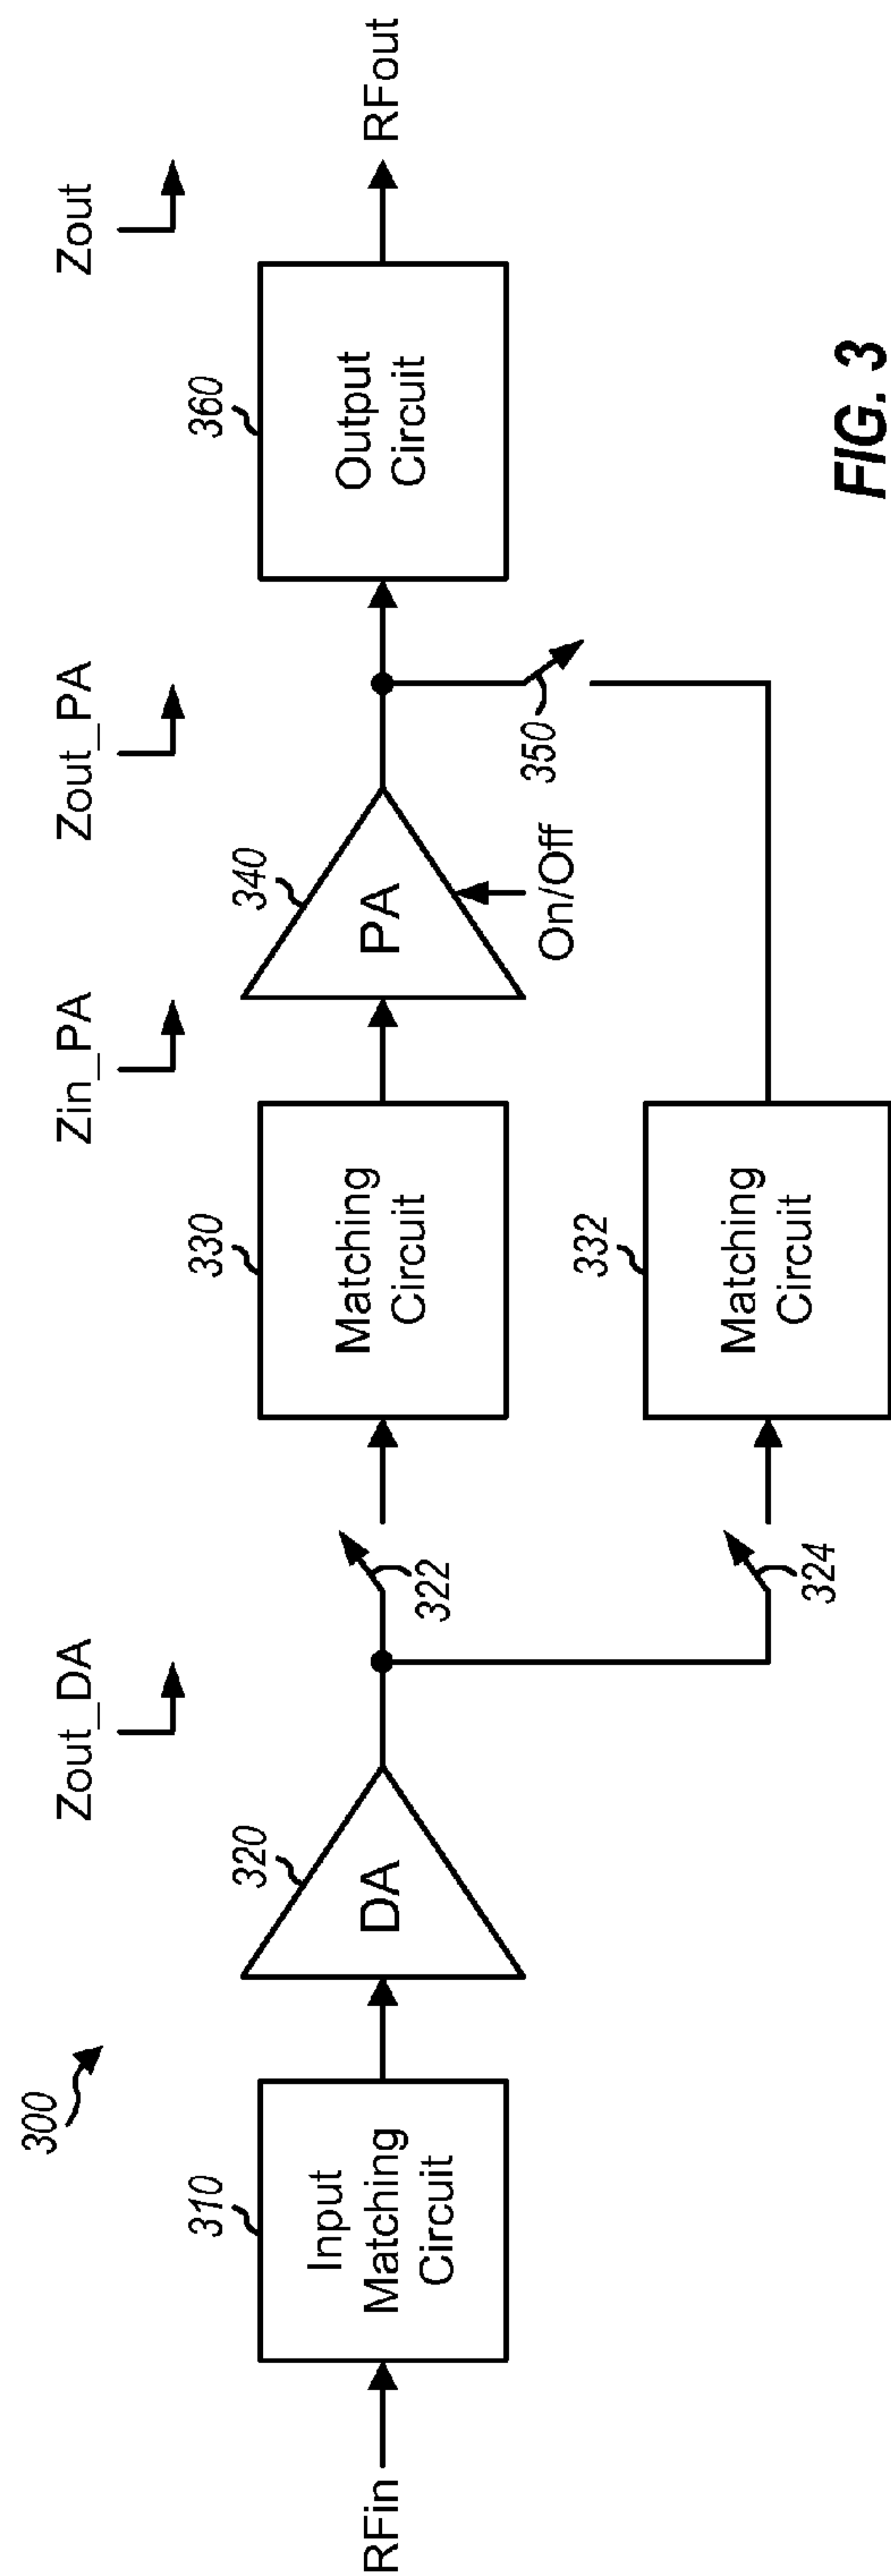 300
RFin
310
Input
Matching
Circuit
320
DA
Zout_DA
322
324
330
Matching
Circuit
332
Matching
Circuit
Zin_PA
340
PA
On/Off
Zout_PA
350
360
Output
Circuit
Zout
RFout
FIG. 3